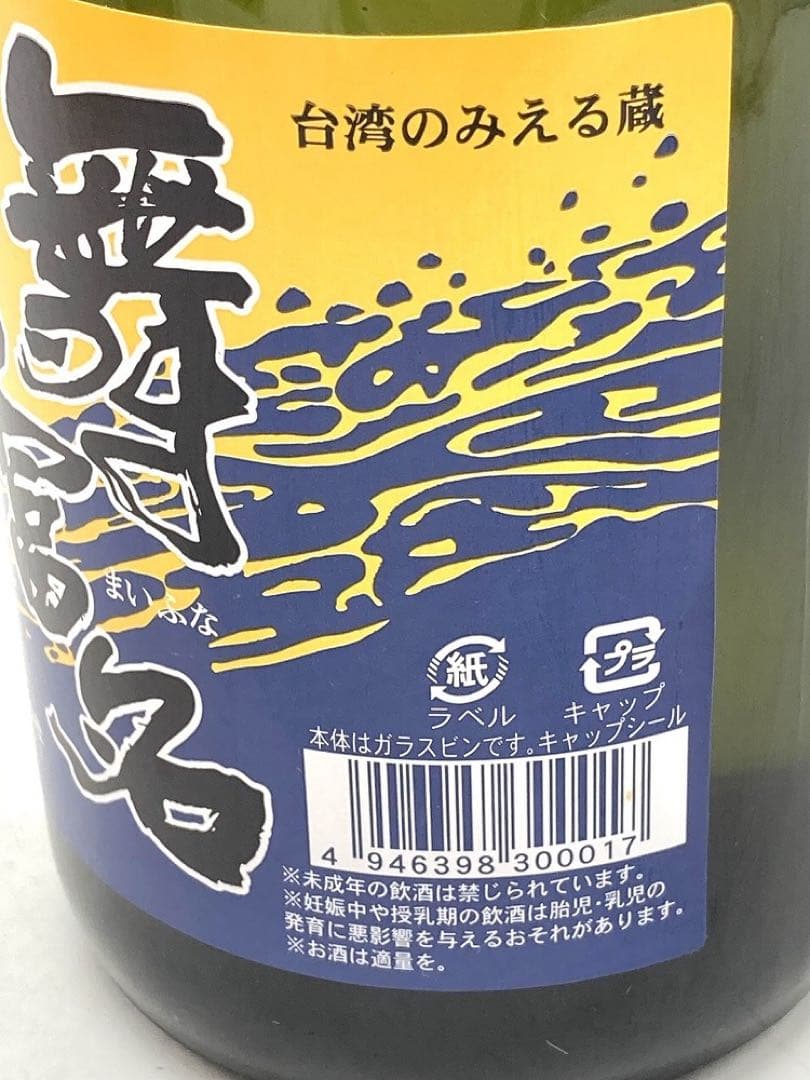 台湾のみえる蔵
舞富名
まいふな
紙
プラ
ラベル
キャップ
本体はガラスビンです。キャップシール
4 946398 300017
※未成年の飲酒は禁じられています。
※妊娠中や授乳期の飲酒は胎児・乳児の
発育に悪影響を与えるおそれがあります。
※お酒は適量を。